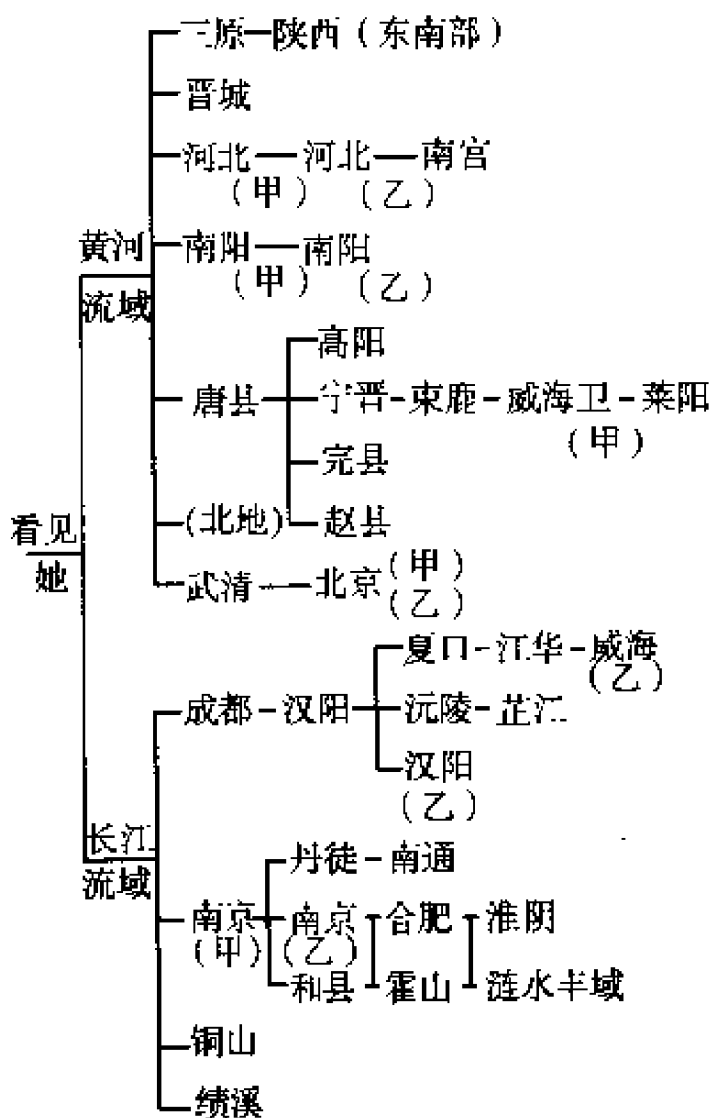 三原－陕西（东南部）
晋城
河北－河北－南宫
（甲） （乙）
黄河
南阳－南阳
（甲） （乙）
流域
高阳
唐县 宁晋－束鹿－威海卫－莱阳
（甲）
完县
看见
（北地） 赵县
她
武清－北京（甲）
（乙）
夏口－江华－威海
（乙）
成都－汉阳 沅陵－芷江
汉阳
（乙）
长江
丹徒－南通
流域
南京 南京 合肥 淮阴
（甲） （乙）
和县 霍山 涟水半域
铜山
绩溪